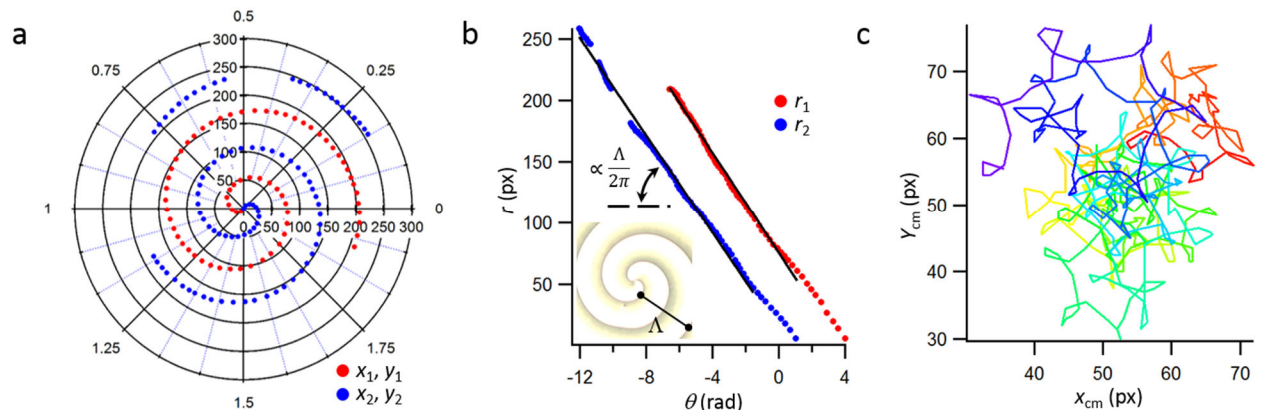 a
0.5
300
0.75
0.25
250
200
150
100
50
1
0
0 50 100 150 200 250 300
1.25
1.75
1.5
x₁, y₁
x₂, y₂
b
250
200
150
100
50
r (px)
r₁
r₂
∝ Λ/2π
Λ
-12 -8 -4 0 4
θ (rad)
c
70
60
50
40
30
Y_cm (px)
40 50 60 70
x_cm (px)